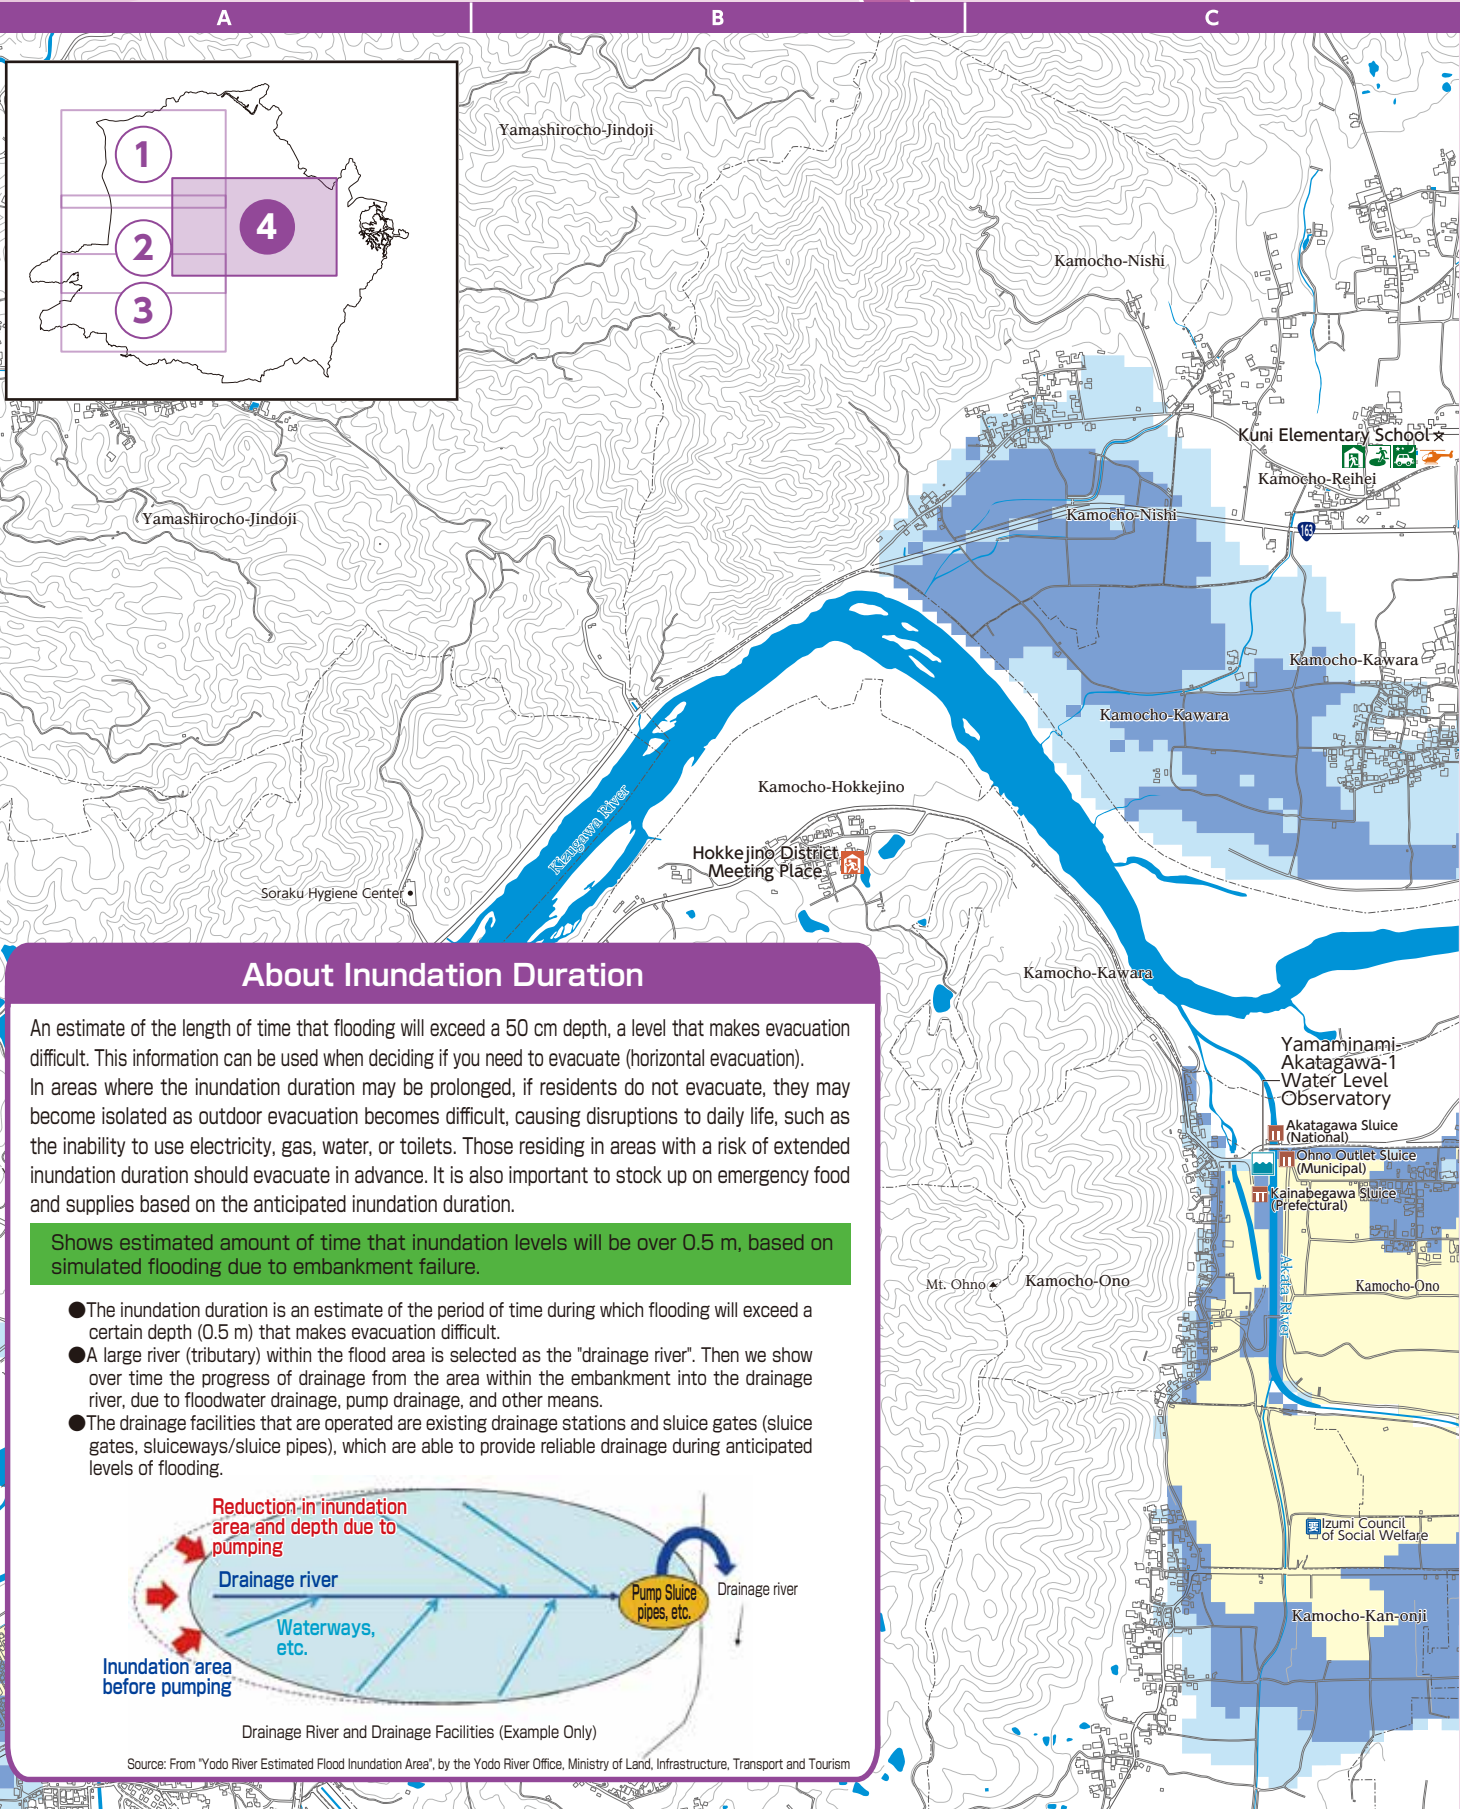 A
B
C
1
2
3
4
Yamashirocho-Jindoji
Kamocho-Nishi
Kuni Elementary School
Kamocho-Reihei
Yamashirocho-Jindoji
Kamocho-Nishi
163
Kamocho-Kawara
Kamocho-Kawara
Kamocho-Hokkejino
Kizugawa River
Hokkejino District
Meeting Place
Soraku Hygiene Center
Kamocho-Kawara
Yamaminami-
Akatagawa-1
Water Level
Observatory
Akatagawa Sluice
(National)
Ohno Outlet Sluice
(Municipal)
Kainabegawa Sluice
(Prefectural)
Akata River
Mt. Ohno
Kamocho-Ono
Kamocho-Ono
Izumi Council
of Social Welfare
Kamocho-Kan-onji
About Inundation Duration
An estimate of the length of time that flooding will exceed a 50 cm depth, a level that makes evacuation
difficult. This information can be used when deciding if you need to evacuate (horizontal evacuation).
In areas where the inundation duration may be prolonged, if residents do not evacuate, they may
become isolated as outdoor evacuation becomes difficult, causing disruptions to daily life, such as
the inability to use electricity, gas, water, or toilets. Those residing in areas with a risk of extended
inundation duration should evacuate in advance. It is also important to stock up on emergency food
and supplies based on the anticipated inundation duration.
Shows estimated amount of time that inundation levels will be over 0.5 m, based on
simulated flooding due to embankment failure.
●The inundation duration is an estimate of the period of time during which flooding will exceed a
certain depth (0.5 m) that makes evacuation difficult.
●A large river (tributary) within the flood area is selected as the "drainage river". Then we show
over time the progress of drainage from the area within the embankment into the drainage
river, due to floodwater drainage, pump drainage, and other means.
●The drainage facilities that are operated are existing drainage stations and sluice gates (sluice
gates, sluiceways/sluice pipes), which are able to provide reliable drainage during anticipated
levels of flooding.
Reduction in inundation
area and depth due to
pumping
Drainage river
Waterways,
etc.
Pump Sluice
pipes, etc.
Drainage river
Inundation area
before pumping
Drainage River and Drainage Facilities (Example Only)
Source: From "Yodo River Estimated Flood Inundation Area", by the Yodo River Office, Ministry of Land, Infrastructure, Transport and Tourism